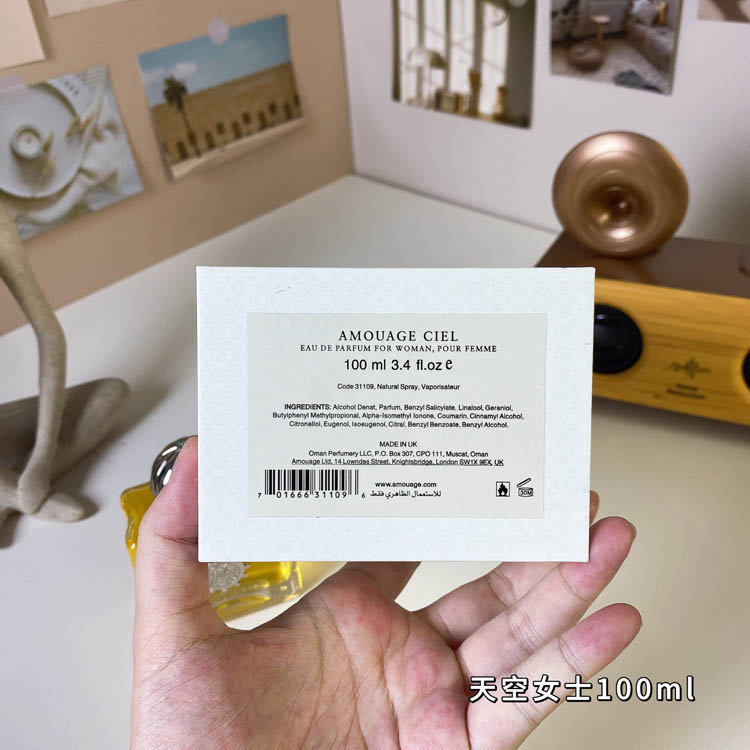 AMOUAGE CIEL
EAU DE PARFUM FOR WOMAN, POUR FEMME
100 ml 3.4 fl.oz e
Code 31109, Natural Spray, Vaporisateur
INGREDIENTS: Alcohol Denat, Parfum, Benzyl Salicylate, Linalool, Geraniol,
Butylphenyl Methylpropional, Alpha-Isomethyl Ionone, Coumarin, Cinnamyl Alcohol,
Citronellol, Eugenol, Isoeugenol, Citral, Benzyl Benzoate, Benzyl Alcohol.
MADE IN UK
Oman Perfumery LLC, P.O. Box 307, CPO 111, Muscat, Oman
Amouage Ltd, 14 Lowndes Street, Knightsbridge, London SW1X 9EX, UK
www.amouage.com
للاستعمال الظاهري فقط
7 01666 31109 6
30M
天空女士100ml